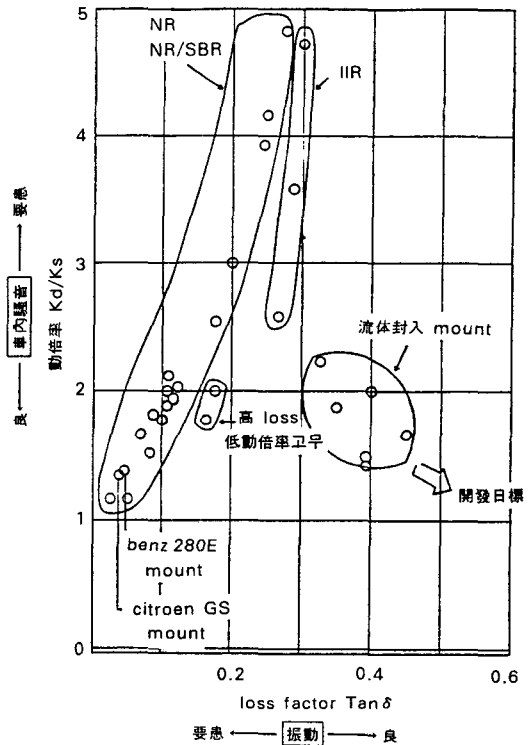 5
NR
NR/SBR
IIR
4
要患 ← 車內騷音 → 良
動倍率 Kd/Ks
3
流体封入 mount
2
高 loss
低動倍率고무
開發目標
1
benz 280E
mount
citroen GS
mount
0
0.2
0.4
0.6
loss factor Tanδ
要患 ← 振動 → 良